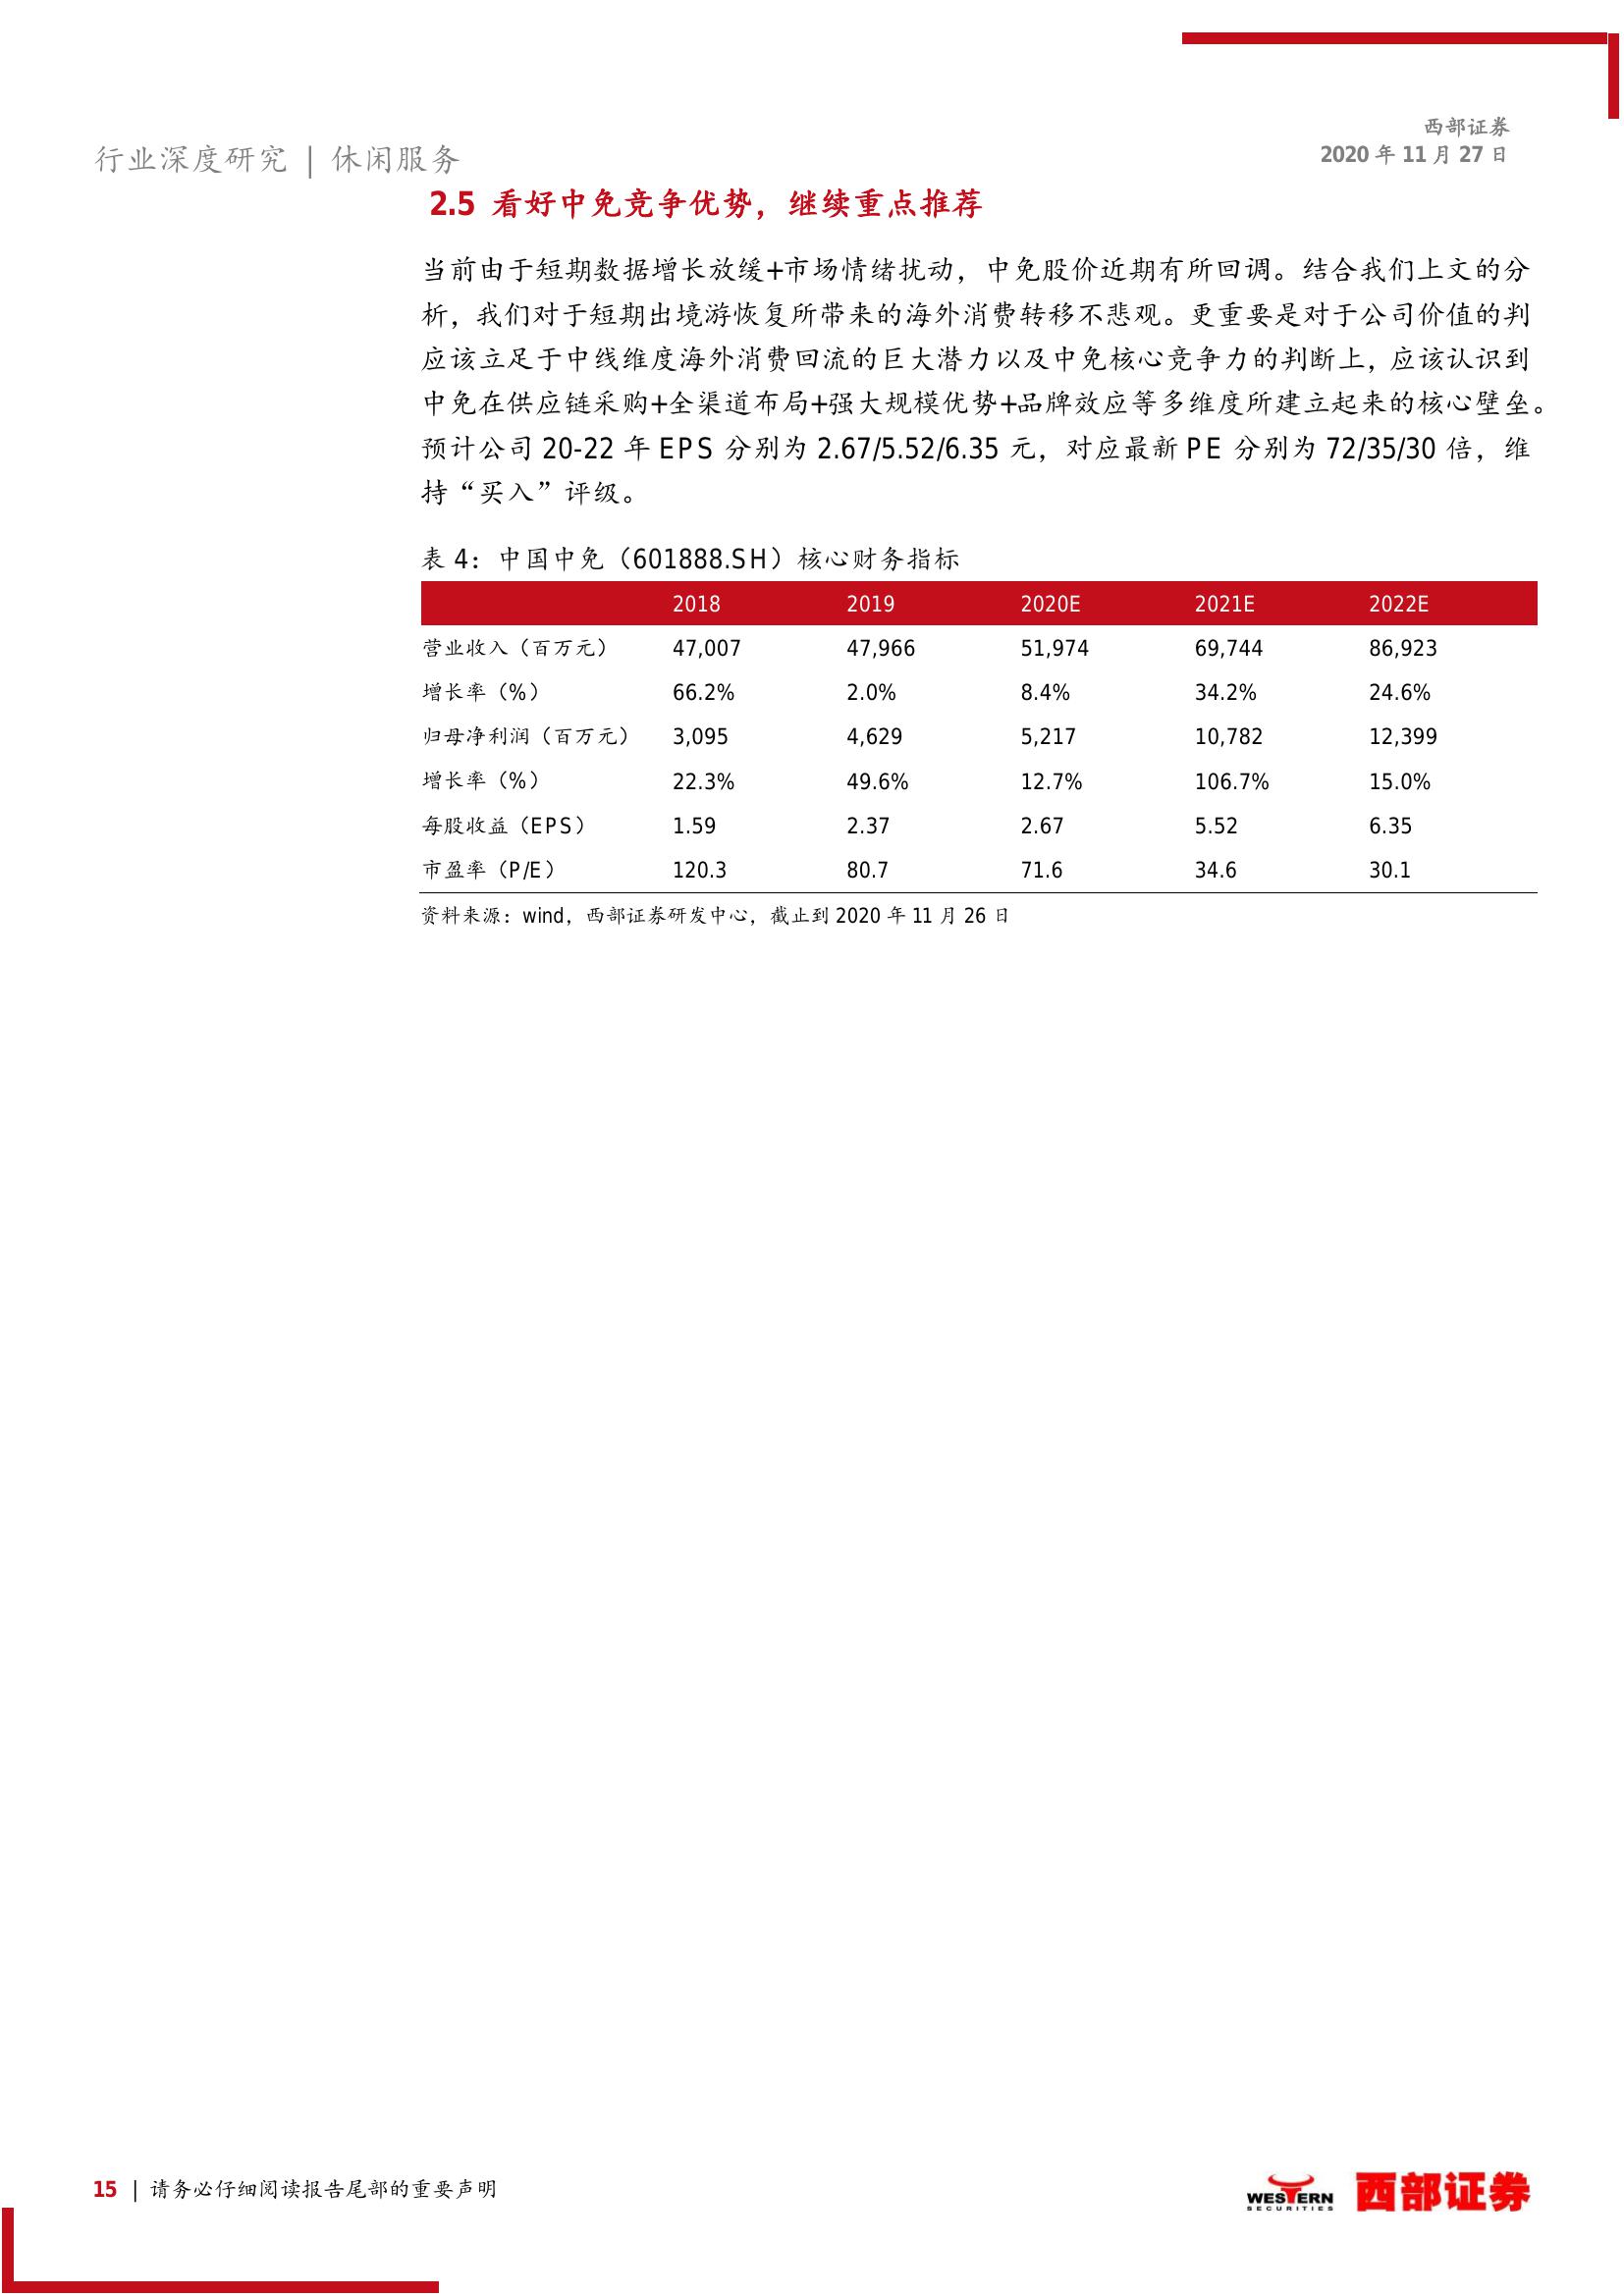 行业深度研究 | 休闲服务
西部证券
2020 年 11 月 27 日
2.5 看好中免竞争优势，继续重点推荐
当前由于短期数据增长放缓+市场情绪扰动，中免股价近期有所回调。结合我们上文的分
析，我们对于短期出境游恢复所带来的海外消费转移不悲观。更重要是对于公司价值的判
应该立足于中线维度海外消费回流的巨大潜力以及中免核心竞争力的判断上，应该认识到
中免在供应链采购+全渠道布局+强大规模优势+品牌效应等多维度所建立起来的核心壁垒。
预计公司 20-22 年 EPS 分别为 2.67/5.52/6.35 元，对应最新 PE 分别为 72/35/30 倍，维
持“买入”评级。
表 4：中国中免（601888.SH）核心财务指标
2018 2019 2020E 2021E 2022E
营业收入（百万元） 47,007 47,966 51,974 69,744 86,923
增长率（%） 66.2% 2.0% 8.4% 34.2% 24.6%
归母净利润（百万元） 3,095 4,629 5,217 10,782 12,399
增长率（%） 22.3% 49.6% 12.7% 106.7% 15.0%
每股收益（EPS） 1.59 2.37 2.67 5.52 6.35
市盈率（P/E） 120.3 80.7 71.6 34.6 30.1
资料来源：wind，西部证券研发中心，截止到 2020 年 11 月 26 日
15 | 请务必仔细阅读报告尾部的重要声明
WESTERN
SECURITIES
西部证券